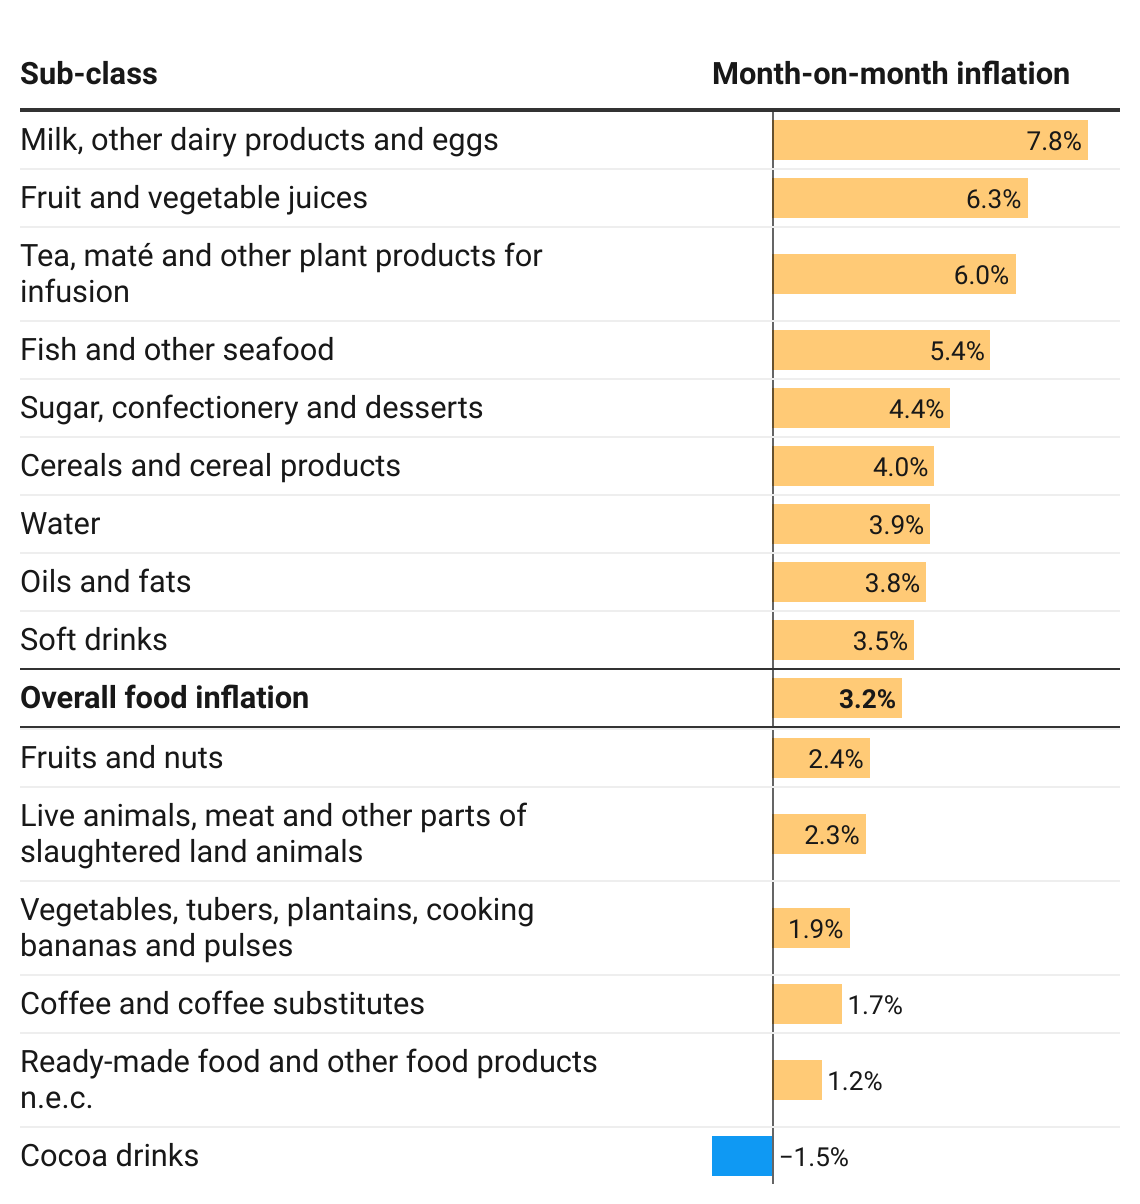 Sub-class Month-on-month inflation
Milk, other dairy products and eggs 7.8%
Fruit and vegetable juices 6.3%
Tea, maté and other plant products for
infusion 6.0%
Fish and other seafood 5.4%
Sugar, confectionery and desserts 4.4%
Cereals and cereal products 4.0%
Water 3.9%
Oils and fats 3.8%
Soft drinks 3.5%
Overall food inflation 3.2%
Fruits and nuts 2.4%
Live animals, meat and other parts of
slaughtered land animals 2.3%
Vegetables, tubers, plantains, cooking
bananas and pulses 1.9%
Coffee and coffee substitutes 1.7%
Ready-made food and other food products
n.e.c. 1.2%
Cocoa drinks −1.5%